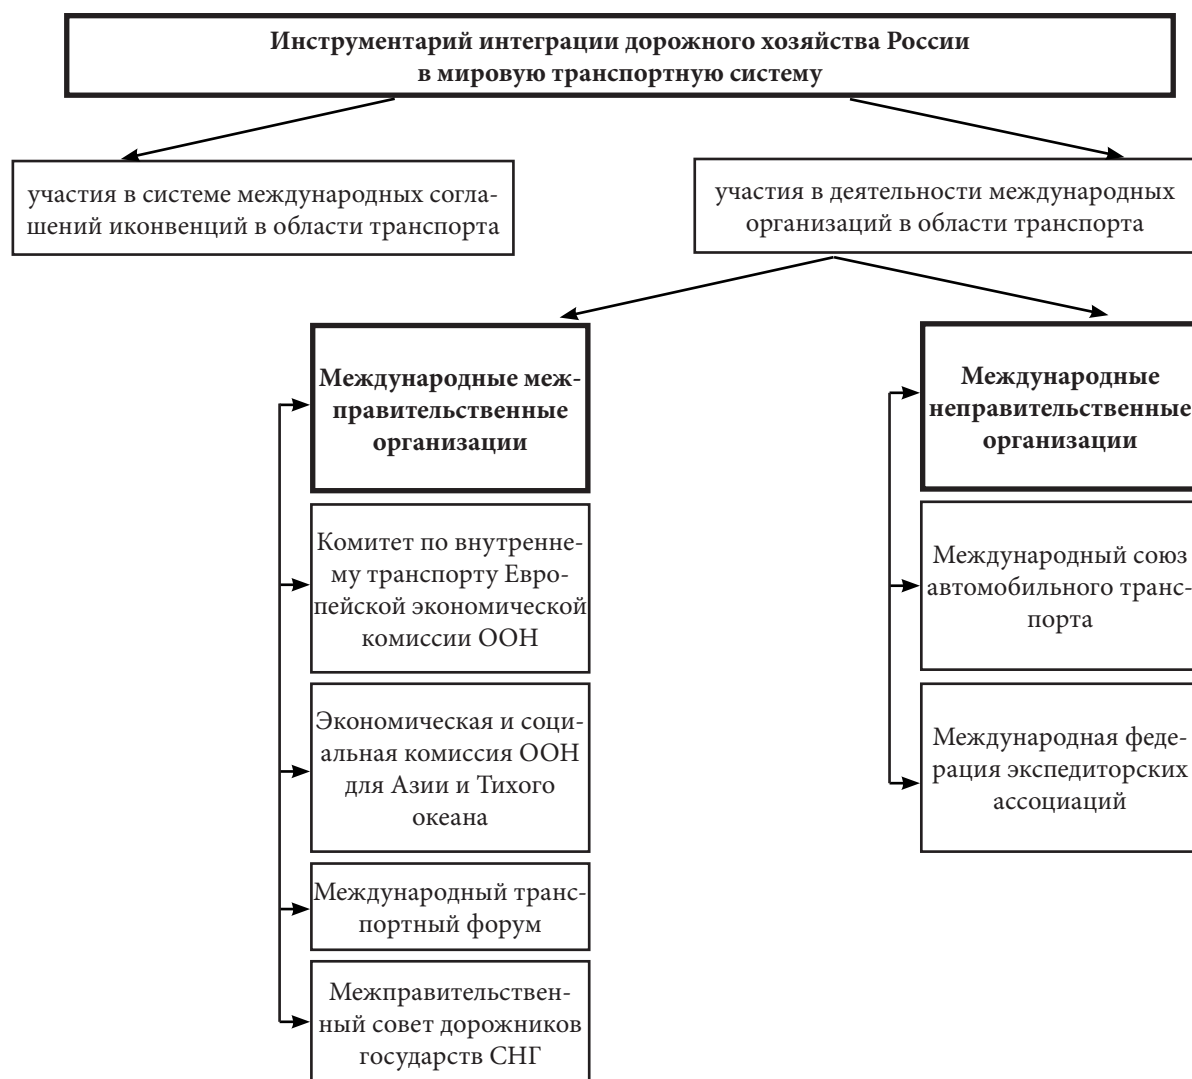 Инструментарий интеграции дорожного хозяйства России
в мировую транспортную систему
участия в системе международных согла-
шений иконвенций в области транспорта
участия в деятельности международных
организаций в области транспорта
Международные меж-
правительственные
организации
Комитет по внутренне-
му транспорту Евро-
пейской экономической
комиссии ООН
Экономическая и соци-
альная комиссия ООН
для Азии и Тихого
океана
Международный транс-
портный форум
Межправительствен-
ный совет дорожников
государств СНГ
Международные
неправительственные
организации
Международный союз
автомобильного транс-
порта
Международная феде-
рация экспедиторских
ассоциаций